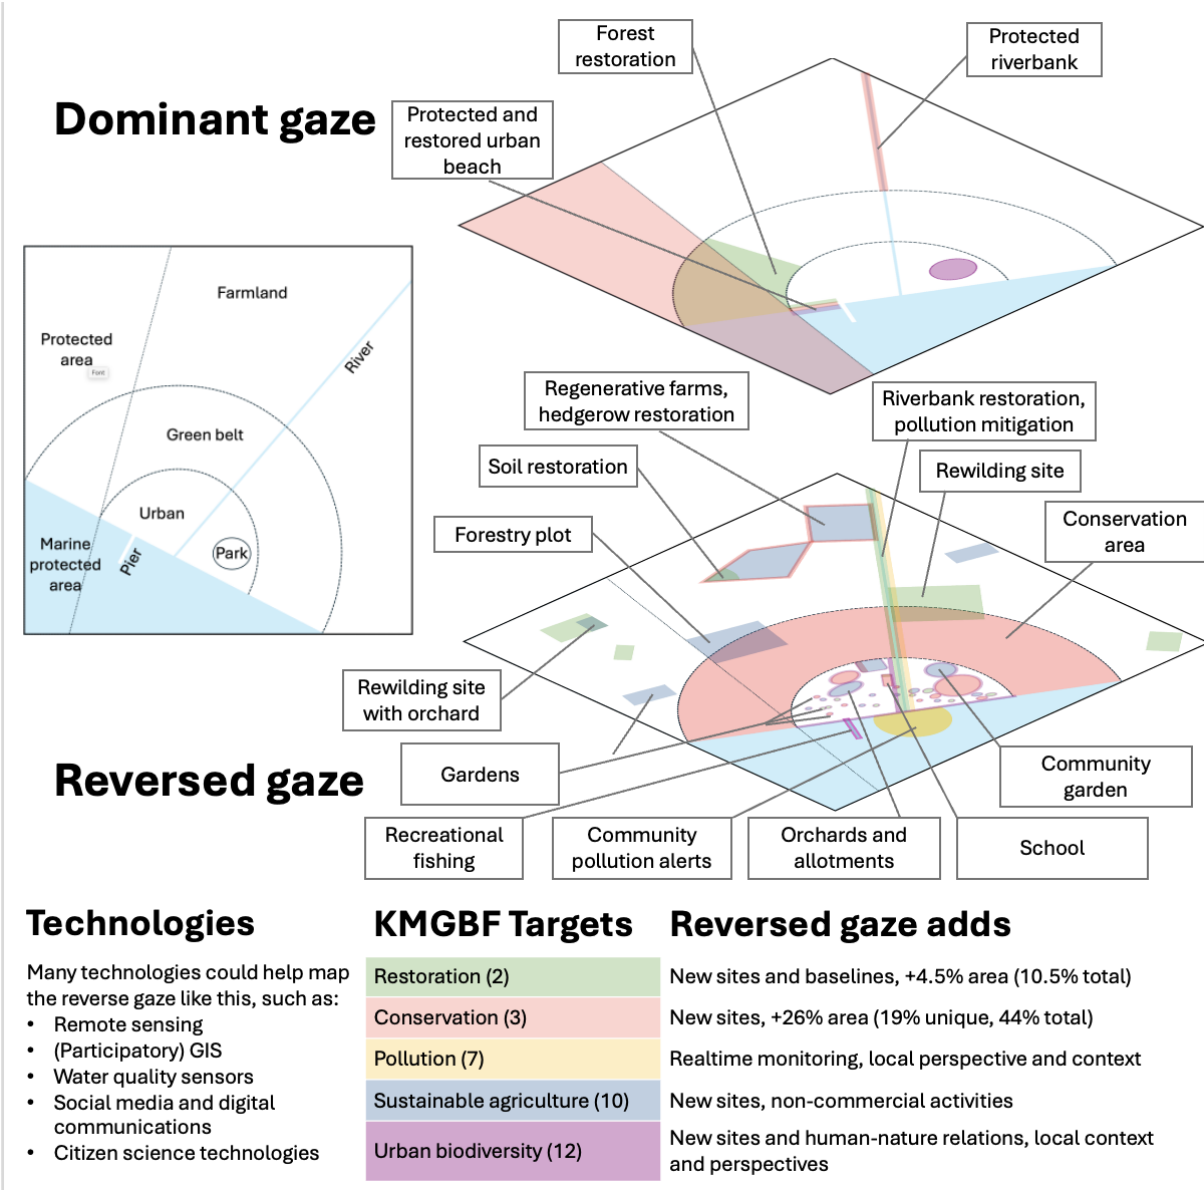 Dominant gaze
Forest
restoration
Protected
riverbank
Protected and
restored urban
beach
Farmland
Protected
area
Font
River
Green belt
Urban
Park
Marine
protected
area
Pier
Regenerative farms,
hedgerow restoration
Riverbank restoration,
pollution mitigation
Soil restoration
Rewilding site
Forestry plot
Conservation
area
Rewilding site
with orchard
Reversed gaze
Gardens
Community
garden
Recreational
fishing
Community
pollution alerts
Orchards and
allotments
School
Technologies
Many technologies could help map
the reverse gaze like this, such as:
• Remote sensing
• (Participatory) GIS
• Water quality sensors
• Social media and digital
communications
• Citizen science technologies
KMGBF Targets
Reversed gaze adds
Restoration (2)
New sites and baselines, +4.5% area (10.5% total)
Conservation (3)
New sites, +26% area (19% unique, 44% total)
Pollution (7)
Realtime monitoring, local perspective and context
Sustainable agriculture (10)
New sites, non-commercial activities
Urban biodiversity (12)
New sites and human-nature relations, local context
and perspectives